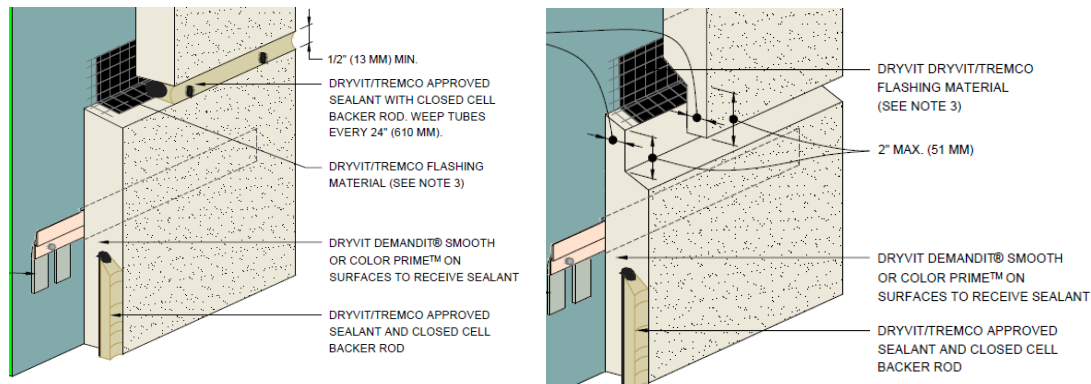 1/2" (13 MM) MIN.
DRYVIT/TREMCO APPROVED
SEALANT WITH CLOSED CELL
BACKER ROD. WEEP TUBES
EVERY 24" (610 MM).
DRYVIT/TREMCO FLASHING
MATERIAL (SEE NOTE 3)
DRYVIT DEMANDIT® SMOOTH
OR COLOR PRIME™ ON
SURFACES TO RECEIVE SEALANT
DRYVIT/TREMCO APPROVED
SEALANT AND CLOSED CELL
BACKER ROD
DRYVIT DRYVIT/TREMCO
FLASHING MATERIAL
(SEE NOTE 3)
2" MAX. (51 MM)
DRYVIT DEMANDIT® SMOOTH
OR COLOR PRIME™ ON
SURFACES TO RECEIVE SEALANT
DRYVIT/TREMCO APPROVED
SEALANT AND CLOSED CELL
BACKER ROD